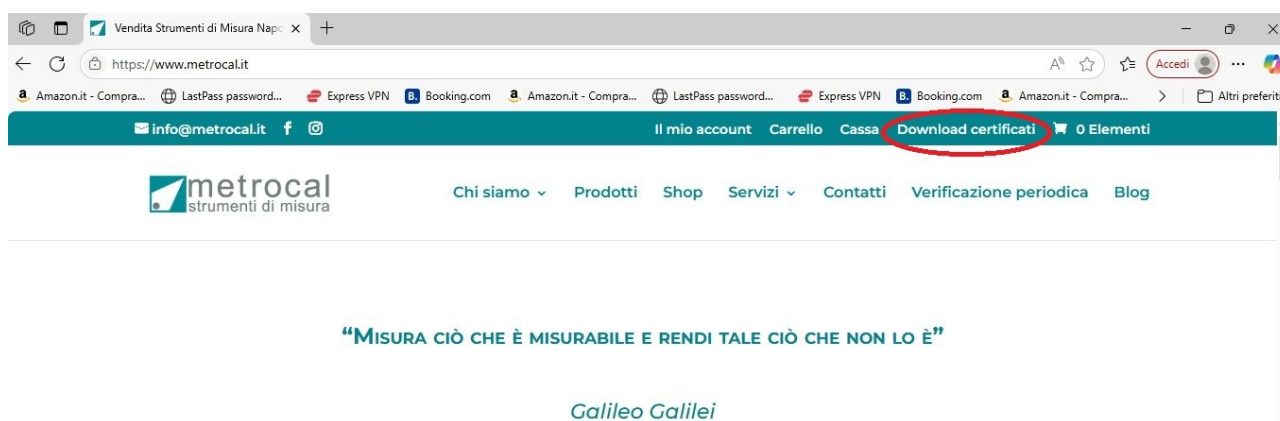 Vendita Strumenti di Misura Napo
https://www.metrocal.it
Accedi
Amazon.it - Compra... LastPass password... Express VPN Booking.com Amazon.it - Compra... LastPass password... Express VPN Booking.com Amazon.it - Compra... Altri preferiti
info@metrocal.it Il mio account Carrello Cassa Download certificati 0 Elementi
metrocal
strumenti di misura
Chi siamo Prodotti Shop Servizi Contatti Verificazione periodica Blog
“MISURA CIÒ CHE È MISURABILE E RENDI TALE CIÒ CHE NON LO È”
Galileo Galilei